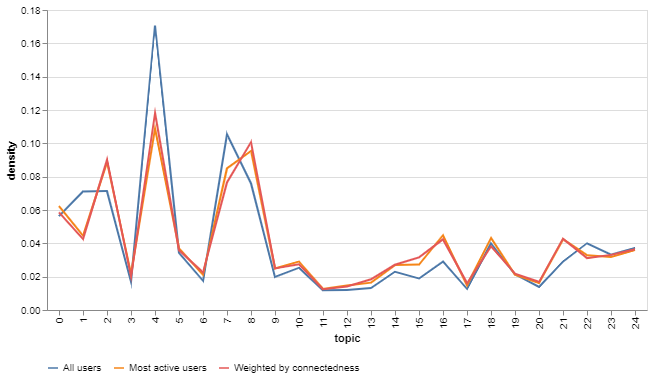 0.18
0.16
0.14
0.12
0.10
0.08
0.06
0.04
0.02
0.00
density
0 1 2 3 4 5 6 7 8 9 10 11 12 13 14 15 16 17 18 19 20 21 22 23 24
topic
All users Most active users Weighted by connectedness